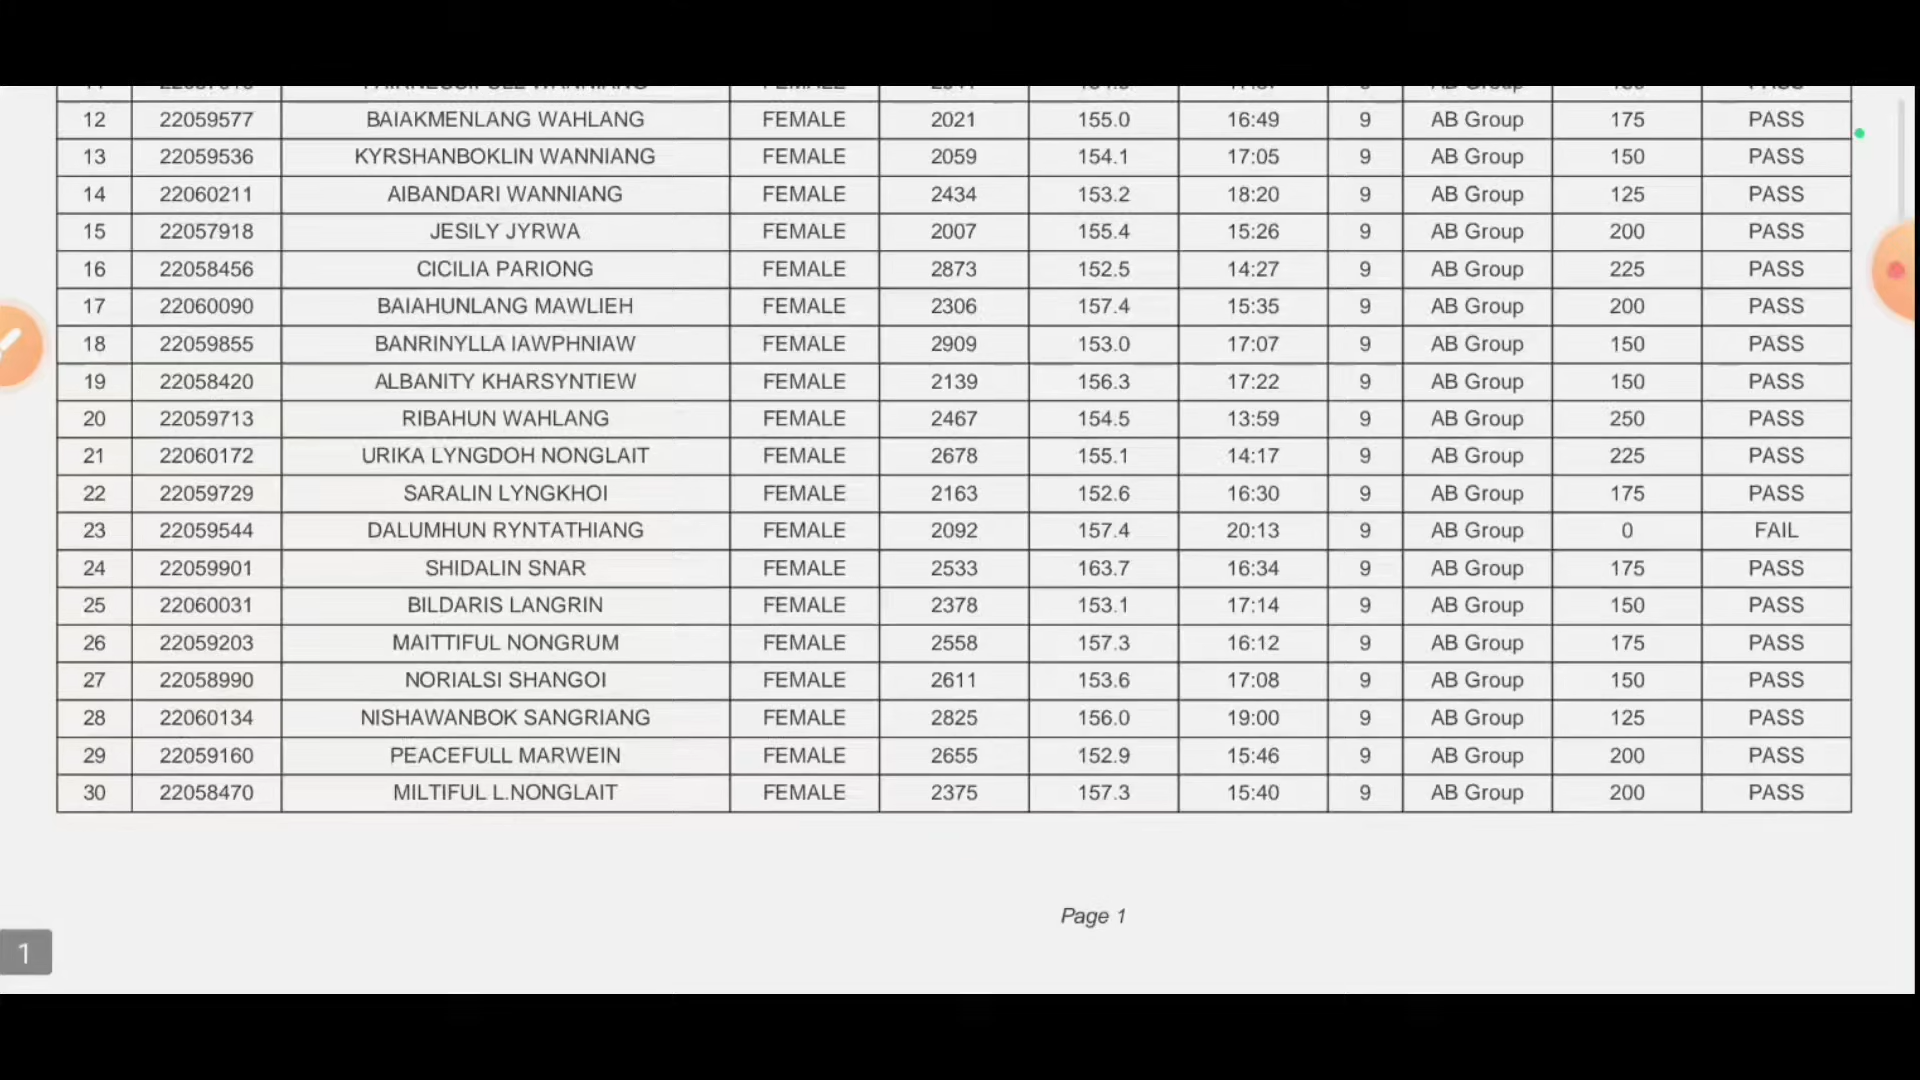 12 22059577 BAIAKMENLANG WAHLANG FEMALE 2021 155.0 16:49 9 AB Group 175 PASS
13 22059536 KYRSHANBOKLIN WANNIANG FEMALE 2059 154.1 17:05 9 AB Group 150 PASS
14 22060211 AIBANDARI WANNIANG FEMALE 2434 153.2 18:20 9 AB Group 125 PASS
15 22057918 JESILY JYRWA FEMALE 2007 155.4 15:26 9 AB Group 200 PASS
16 22058456 CICILIA PARIONG FEMALE 2873 152.5 14:27 9 AB Group 225 PASS
17 22060090 BAIAHUNLANG MAWLIEH FEMALE 2306 157.4 15:35 9 AB Group 200 PASS
18 22059855 BANRINYLLA IAWPHNIAW FEMALE 2909 153.0 17:07 9 AB Group 150 PASS
19 22058420 ALBANITY KHARSYNTIEW FEMALE 2139 156.3 17:22 9 AB Group 150 PASS
20 22059713 RIBAHUN WAHLANG FEMALE 2467 154.5 13:59 9 AB Group 250 PASS
21 22060172 URIKA LYNGDOH NONGLAIT FEMALE 2678 155.1 14:17 9 AB Group 225 PASS
22 22059729 SARALIN LYNGKHOI FEMALE 2163 152.6 16:30 9 AB Group 175 PASS
23 22059544 DALUMHUN RYNTATHIANG FEMALE 2092 157.4 20:13 9 AB Group 0 FAIL
24 22059901 SHIDALIN SNAR FEMALE 2533 163.7 16:34 9 AB Group 175 PASS
25 22060031 BILDARIS LANGRIN FEMALE 2378 153.1 17:14 9 AB Group 150 PASS
26 22059203 MAITTIFUL NONGRUM FEMALE 2558 157.3 16:12 9 AB Group 175 PASS
27 22058990 NORIALSI SHANGOI FEMALE 2611 153.6 17:08 9 AB Group 150 PASS
28 22060134 NISHAWANBOK SANGRIANG FEMALE 2825 156.0 19:00 9 AB Group 125 PASS
29 22059160 PEACEFULL MARWEIN FEMALE 2655 152.9 15:46 9 AB Group 200 PASS
30 22058470 MILTIFUL L.NONGLAIT FEMALE 2375 157.3 15:40 9 AB Group 200 PASS
Page 1
1